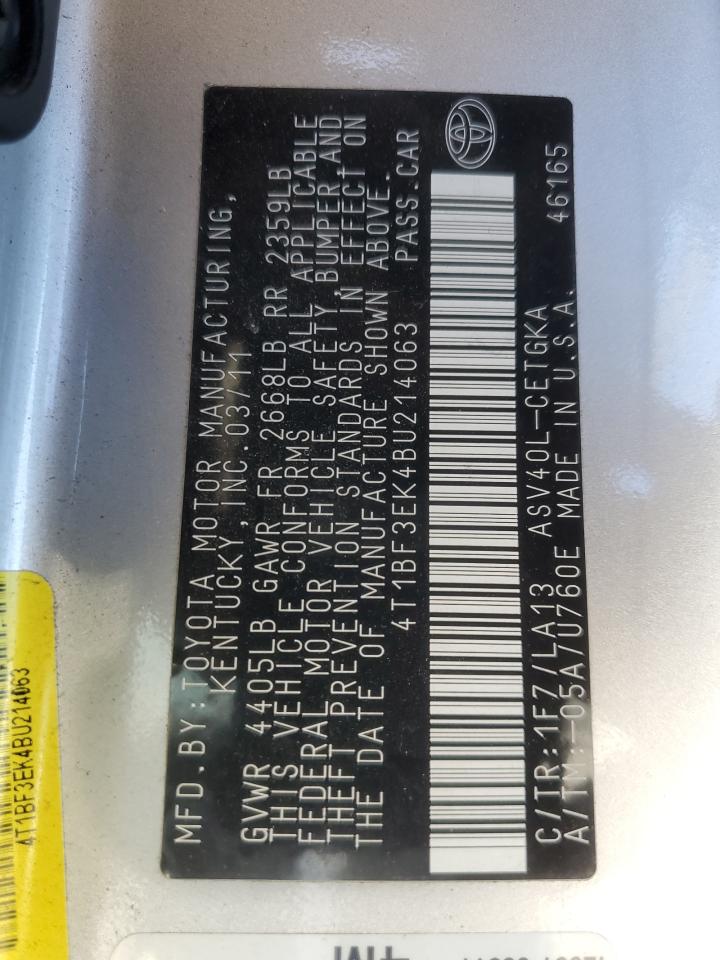 MFD.BY:TOYOTA MOTOR MANUFACTURING,
KENTUCKY,INC.03/11
GVWR 4405LB GAWR FR 2668LB RR 2359LB
THIS VEHICLE CONFORMS TO ALL APPLICABLE
FEDERAL MOTOR VEHICLE SAFETY,BUMPER,AND
THEFT PREVENTION STANDARDS IN EFFECT ON
THE DATE OF MANUFACTURE SHOWN ABOVE.
4T1BF3EK4BU214063 PASS.CAR
C/TR:1F7/LA13 ASV40L-CETGKA
A/TM:-05A/U760E MADE IN U.S.A. 46165
4T1BF3EK4BU214063